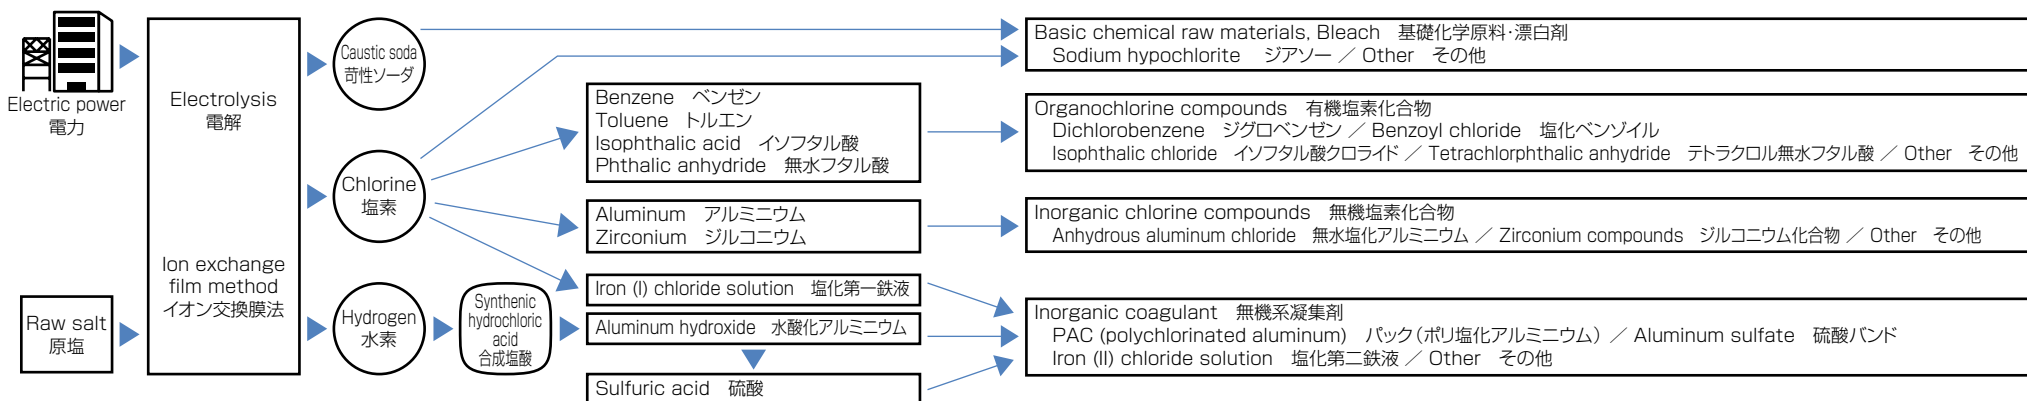 Electric power
電力
Raw salt
原塩
Electrolysis
電解
Ion exchange
film method
イオン交換膜法
Caustic soda
苛性ソーダ
Chlorine
塩素
Hydrogen
水素
Synthenic
hydrochloric
acid
合成塩酸
Benzene ベンゼン
Toluene トルエン
Isophthalic acid イソフタル酸
Phthalic anhydride 無水フタル酸
Aluminum アルミニウム
Zirconium ジルコニウム
Iron (I) chloride solution 塩化第一鉄液
Aluminum hydroxide 水酸化アルミニウム
Sulfuric acid 硫酸
Basic chemical raw materials, Bleach 基礎化学原料・漂白剤
Sodium hypochlorite ジアソー ／ Other その他
Organochlorine compounds 有機塩素化合物
Dichlorobenzene ジグロベンゼン ／ Benzoyl chloride 塩化ベンゾイル
Isophthalic chloride イソフタル酸クロライド ／ Tetrachlorphthalic anhydride テトラクロル無水フタル酸 ／ Other その他
Inorganic chlorine compounds 無機塩素化合物
Anhydrous aluminum chloride 無水塩化アルミニウム ／ Zirconium compounds ジルコニウム化合物 ／ Other その他
Inorganic coagulant 無機系凝集剤
PAC (polychlorinated aluminum) パック（ポリ塩化アルミニウム） ／ Aluminum sulfate 硫酸バンド
Iron (II) chloride solution 塩化第二鉄液 ／ Other その他